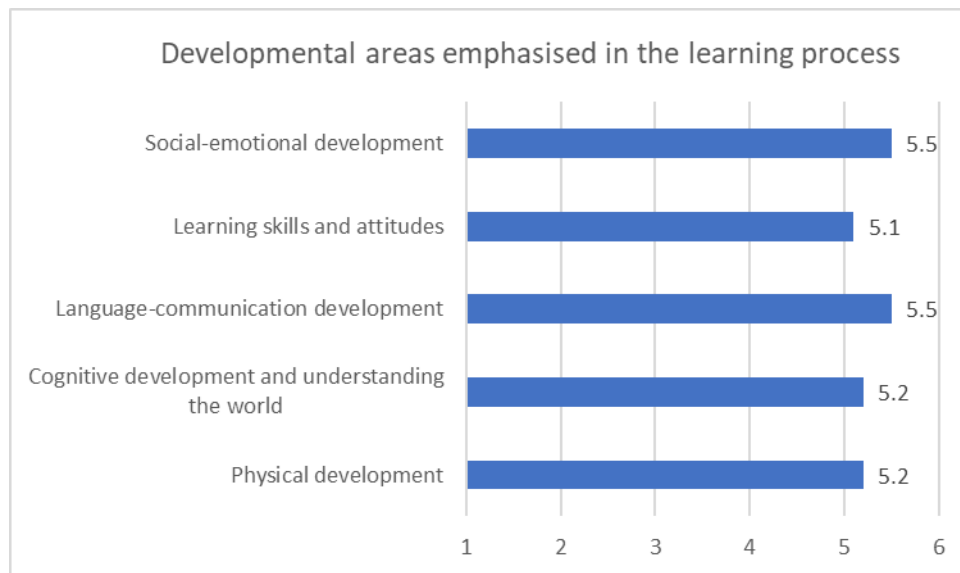 Developmental areas emphasised in the learning process
Social-emotional development
5.5
Learning skills and attitudes
5.1
Language-communication development
5.5
Cognitive development and understanding
the world
5.2
Physical development
5.2
1 2 3 4 5 6